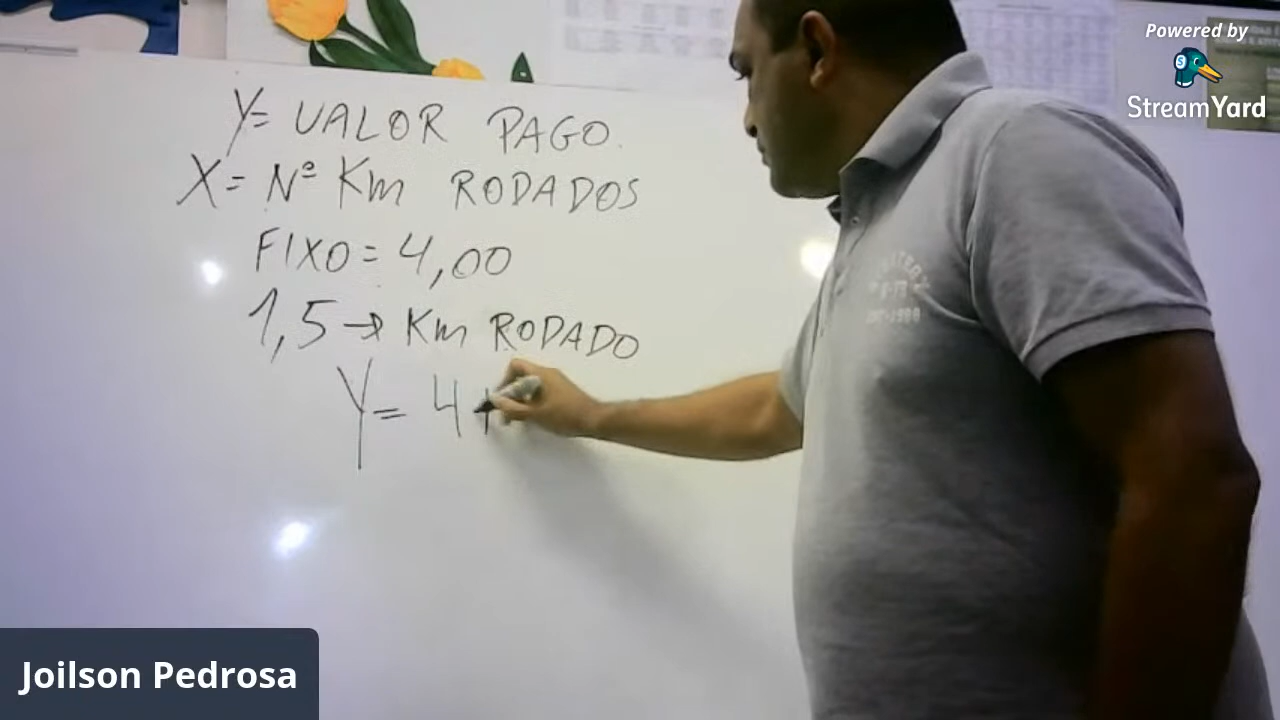 Powered by
StreamYard
Y= VALOR PAGO.
X= Nº Km RODADOS
FIXO = 4,00
1,5 → Km RODADO
Y= 4 +
Joilson Pedrosa